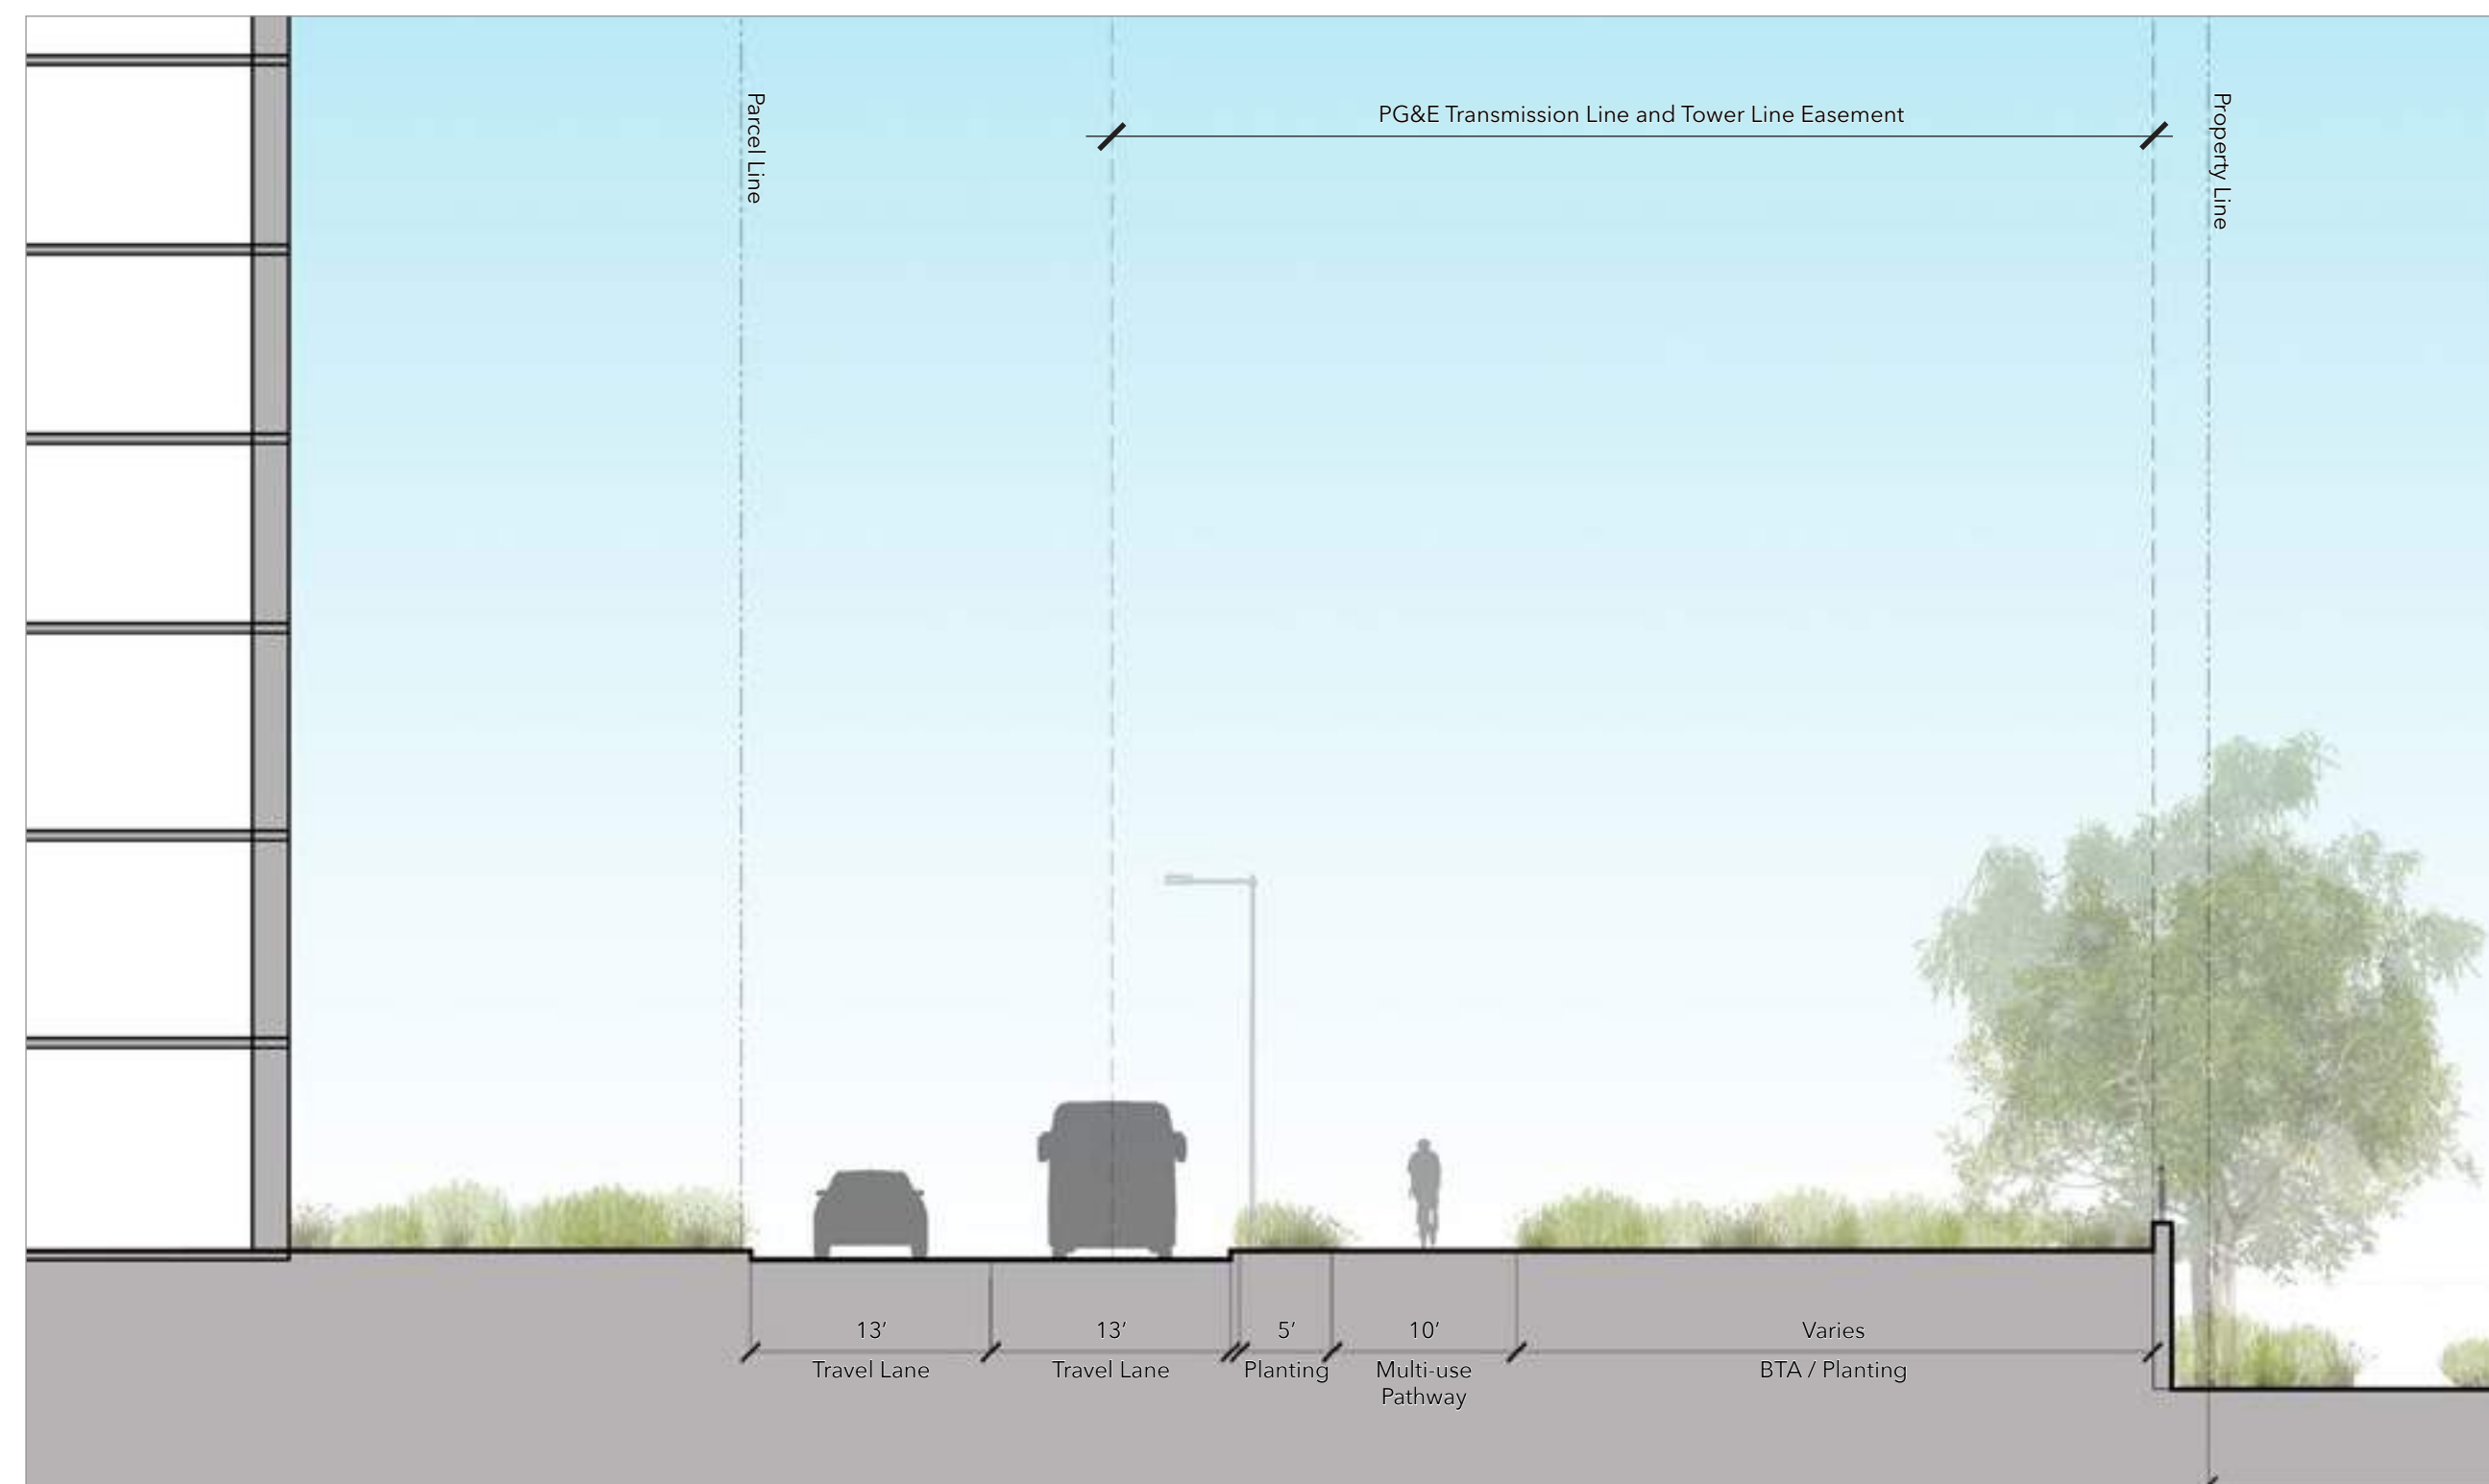 PG&E Transmission Line and Tower Line Easement
Parcel Line
Property Line
13’
13’
5’
10’
Varies
Travel Lane
Travel Lane
Planting
Multi-use
Pathway
BTA / Planting